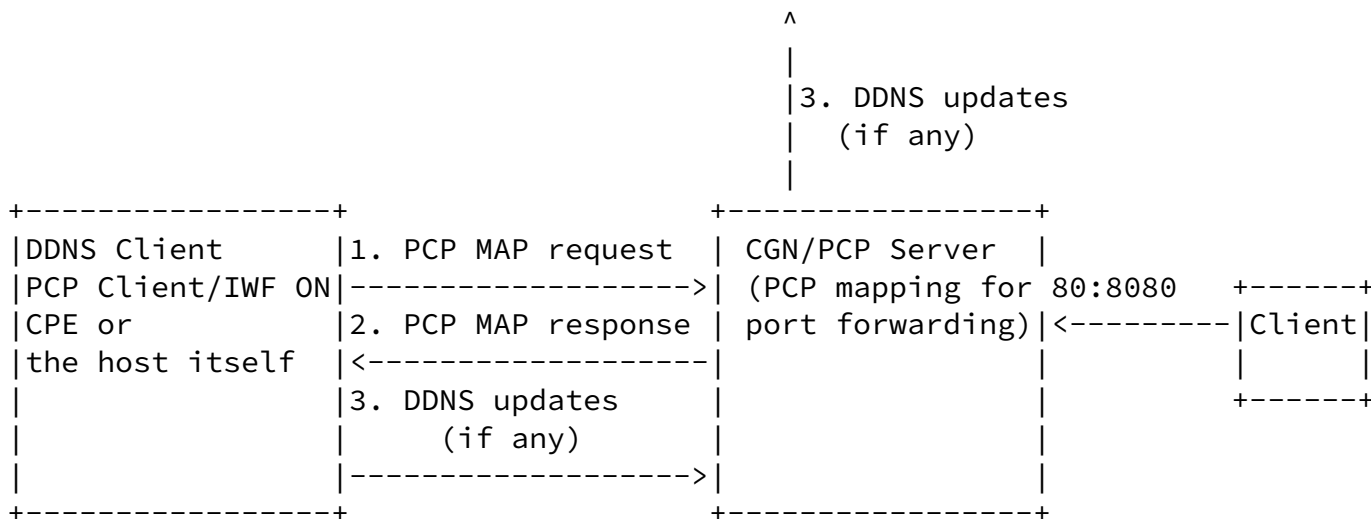 ^
|
|3. DDNS updates
|  (if any)
|
+-----------------+                    +-----------------+
|DDNS Client      |1. PCP MAP request  | CGN/PCP Server  |
|PCP Client/IWF ON|------------------->| (PCP mapping for 80:8080   +------+
|CPE or           |2. PCP MAP response | port forwarding)|<---------|Client|
|the host itself  |<-------------------|                 |          |      |
|                 |3. DDNS updates     |                 |          +------+
|                 |     (if any)       |                 |
|                 |------------------->|                 |
+-----------------+                    +-----------------+